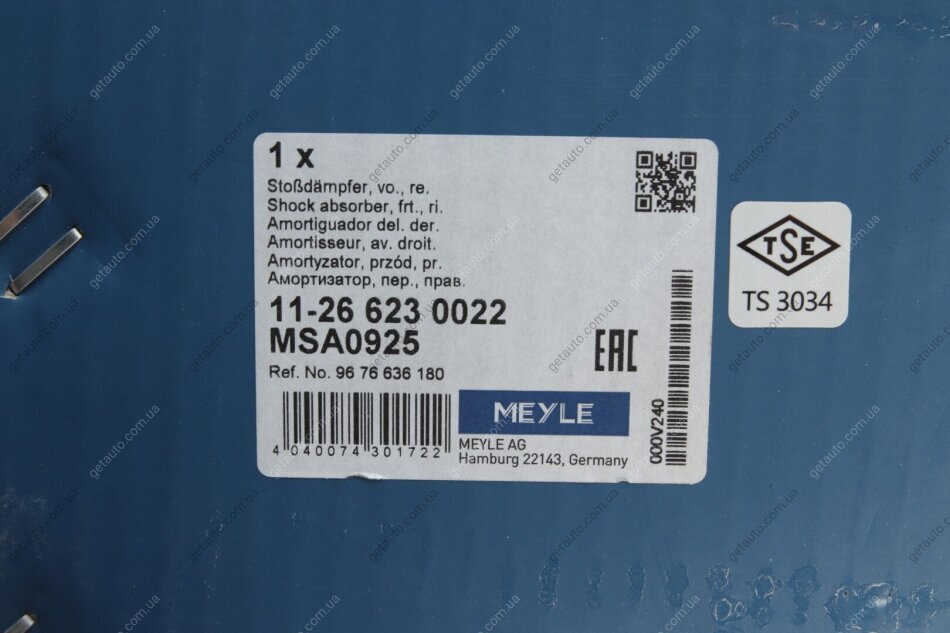 1 x
Stoßdämpfer, vo., re.
Shock absorber, frt., ri.
Amortiguador del. der.
Amortisseur, av. droit.
Amortyzator, przód, pr.
Амортизатор, пер., прав.
11-26 623 0022
MSA0925
Ref. No. 96 76 636 180
EAC
MEYLE
MEYLE AG
Hamburg 22143, Germany
4 040074 301722
000V240
TSE
TS 3034
getauto.com.ua